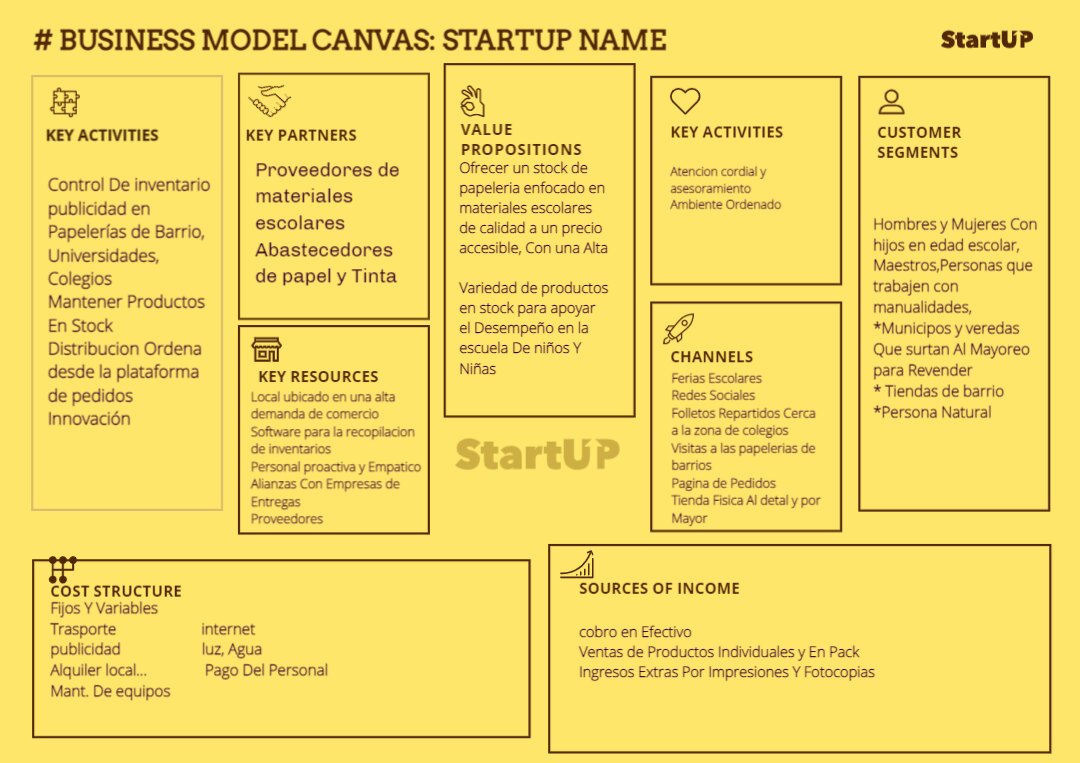 # BUSINESS MODEL CANVAS: STARTUP NAME
StartUP
KEY ACTIVITIES
Control De inventario
publicidad en
Papelerías de Barrio,
Universidades,
Colegios
Mantener Productos
En Stock
Distribucion Ordena
desde la plataforma
de pedidos
Innovación
KEY PARTNERS
Proveedores de
materiales
escolares
Abastecedores
de papel y Tinta
KEY RESOURCES
Local ubicado en una alta
demanda de comercio
Software para la recopilacion
de inventarios
Personal proactiva y Empatico
Alianzas Con Empresas de
Entregas
Proveedores
VALUE
PROPOSITIONS
Ofrecer un stock de
papeleria enfocado en
materiales escolares
de calidad a un precio
accesible, Con una Alta
Variedad de productos
en stock para apoyar
el Desempeño en la
escuela De niños Y
Niñas
StartUP
KEY ACTIVITIES
Atencion cordial y
asesoramiento
Ambiente Ordenado
CHANNELS
Ferias Escolares
Redes Sociales
Folletos Repartidos Cerca
a la zona de colegios
Visitas a las papelerias de
barrios
Pagina de Pedidos
Tienda Fisica Al detal y por
Mayor
CUSTOMER
SEGMENTS
Hombres y Mujeres Con
hijos en edad escolar,
Maestros,Personas que
trabajen con
manualidades,
*Municipos y veredas
Que surtan Al Mayoreo
para Revender
* Tiendas de barrio
*Persona Natural
COST STRUCTURE
Fijos Y Variables
Trasporte internet
publicidad luz, Agua
Alquiler local... Pago Del Personal
Mant. De equipos
SOURCES OF INCOME
cobro en Efectivo
Ventas de Productos Individuales y En Pack
Ingresos Extras Por Impresiones Y Fotocopias